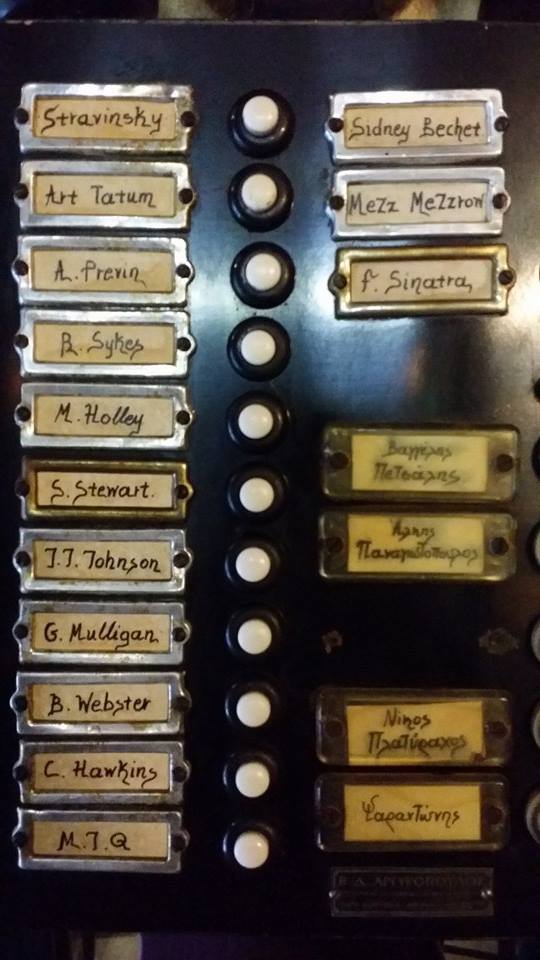 Stravinsky
Art Tatum
A. Previn
R. Sykes
M. Holley
S. Stewart.
J.J. Johnson
G. Mulligan
B. Webster
C. Hawkins
M.J.Q
Sidney Bechet
Mezz Mezzrow
F. Sinatra
Βαγγέλης
Πετσάλης
Άλκης
Παναγιωτόπουλος
Νίκος
Πλατύραχος
Ψαραντώνης